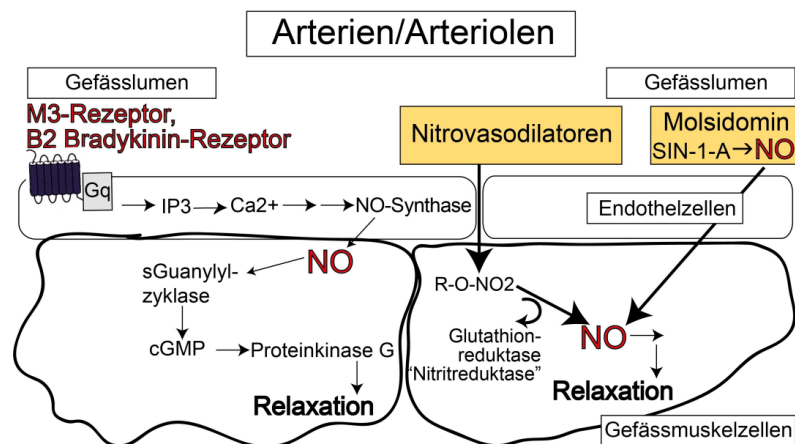 Arterien/Arteriolen
Gefässlumen
Gefässlumen
M3-Rezeptor,
B2 Bradykinin-Rezeptor
Nitrovasodilatoren
Molsidomin
SIN-1-A→NO
Gq
→IP3→Ca2+→→NO-Synthase
Endothelzellen
NO
sGuanylyl-
zyklase
cGMP→Proteinkinase G
Relaxation
R-O-NO2
Glutathion-
reduktase
"Nitritreduktase"
NO
Relaxation
Gefässmuskelzellen